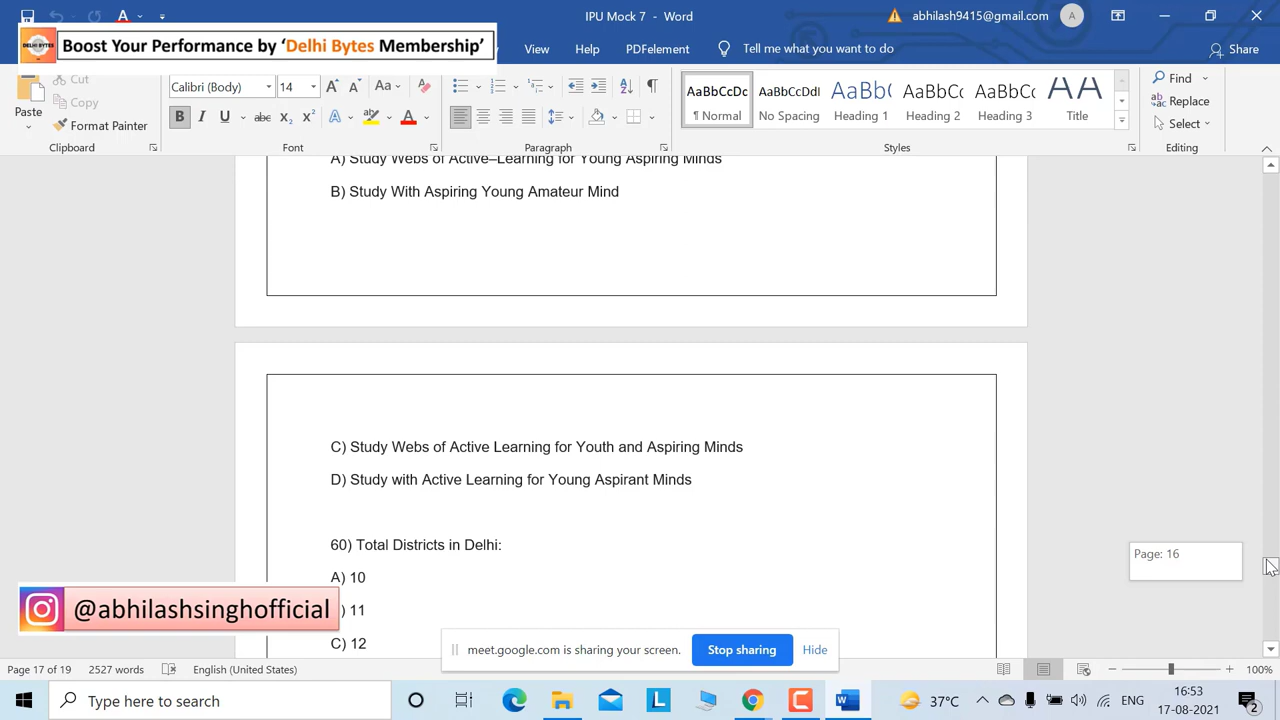 IPU Mock 7 - Word
abhilash9415@gmail.com
A
Boost Your Performance by ‘Delhi Bytes Membership’
DELHI BYTES
View Help PDFelement Tell me what you want to do Share
Cut
Copy
Paste
Format Painter
Calibri (Body) 14
AaBbCcDc AaBbCcDdI AaBbC AaBbCc AaBbCc AA
¶ Normal No Spacing Heading 1 Heading 2 Heading 3 Title
Find
Replace
Select
Clipboard Font Paragraph Styles Editing
A) Study Webs of Active–Learning for Young Aspiring Minds
B) Study With Aspiring Young Amateur Mind
C) Study Webs of Active Learning for Youth and Aspiring Minds
D) Study with Active Learning for Young Aspirant Minds
60) Total Districts in Delhi:
A) 10
) 11
C) 12
Page: 16
@abhilashsinghofficial
meet.google.com is sharing your screen. Stop sharing Hide
Page 17 of 19 2527 words English (United States) 100%
Type here to search
37°C ENG 16:53
17-08-2021 2